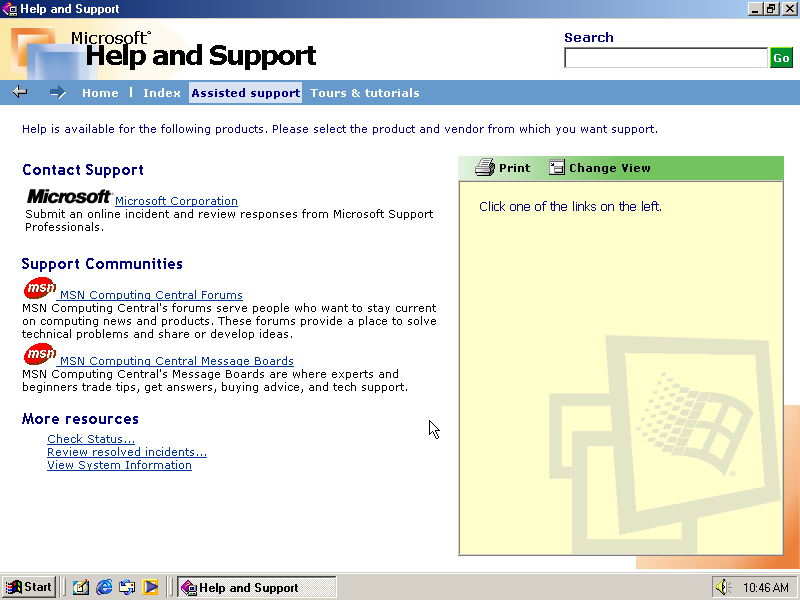 Help and Support
Microsoft®
Help and Support
Search
Go
Home | Index Assisted support Tours & tutorials
Help is available for the following products. Please select the product and vendor from which you want support.
Contact Support
Microsoft Microsoft Corporation
Submit an online incident and review responses from Microsoft Support
Professionals.
Support Communities
msn MSN Computing Central Forums
MSN Computing Central's forums serve people who want to stay current
on computing news and products. These forums provide a place to solve
technical problems and share or develop ideas.
msn MSN Computing Central Message Boards
MSN Computing Central's Message Boards are where experts and
beginners trade tips, get answers, buying advice, and tech support.
More resources
Check Status...
Review resolved incidents...
View System Information
Print Change View
Click one of the links on the left.
Start Help and Support 10:46 AM